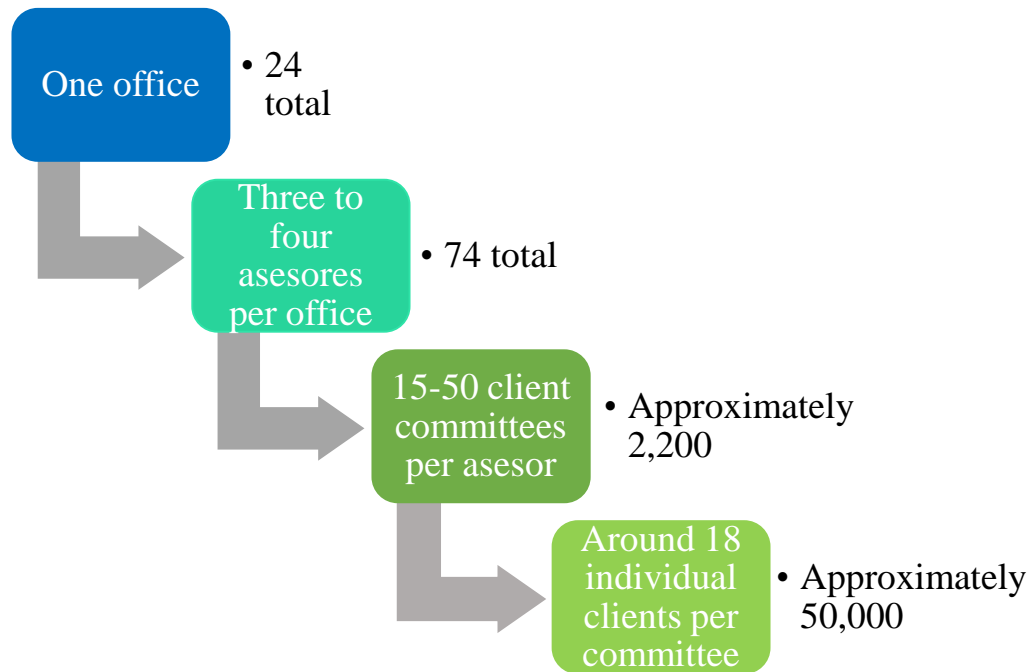 One office
• 24
total
Three to
four
asesores
per office
• 74 total
15-50 client
committees
per asesor
• Approximately
2,200
Around 18
individual
clients per
committee
• Approximately
50,000